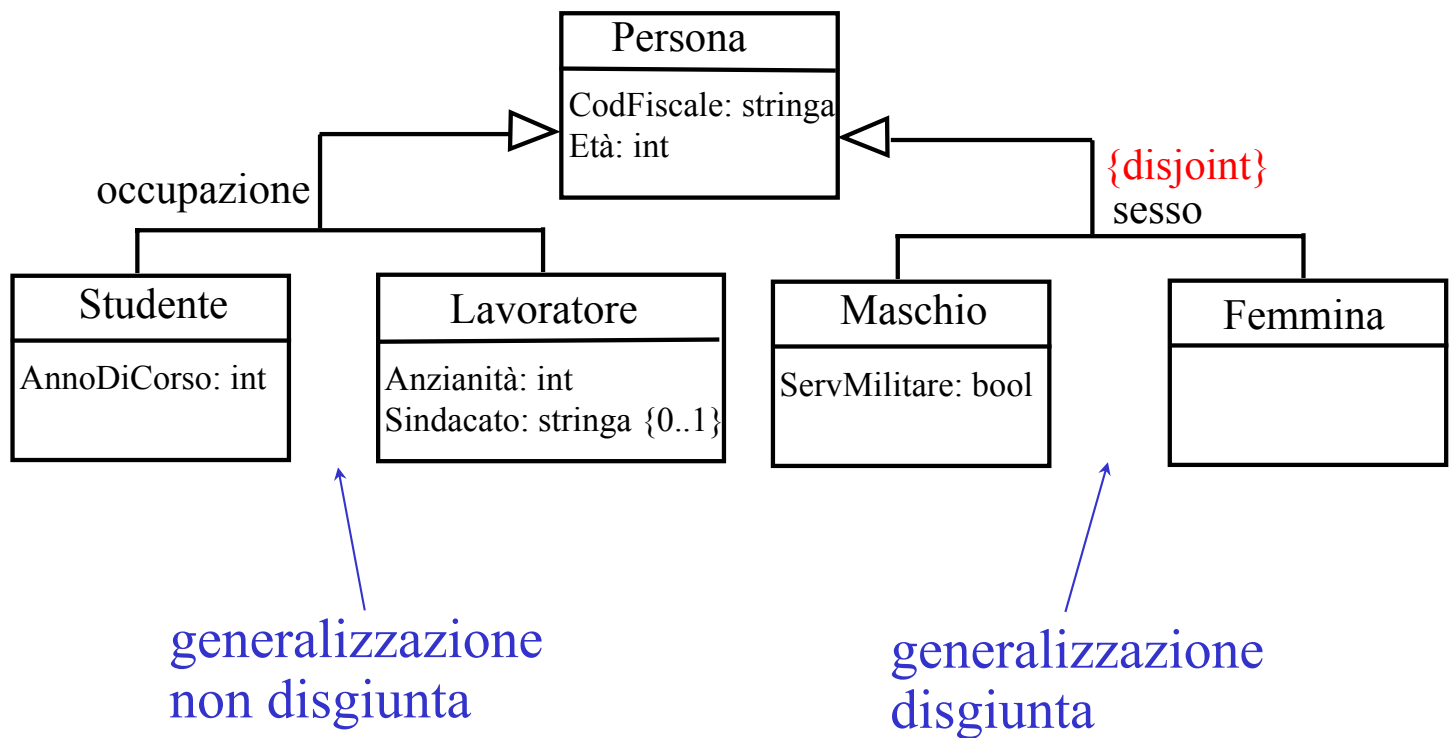 Persona
CodFiscale: stringa
Età: int
occupazione
{disjoint}
sesso
Studente
AnnoDiCorso: int
Lavoratore
Anzianità: int
Sindacato: stringa {0..1}
Maschio
ServMilitare: bool
Femmina
generalizzazione
non disgiunta
generalizzazione
disgiunta